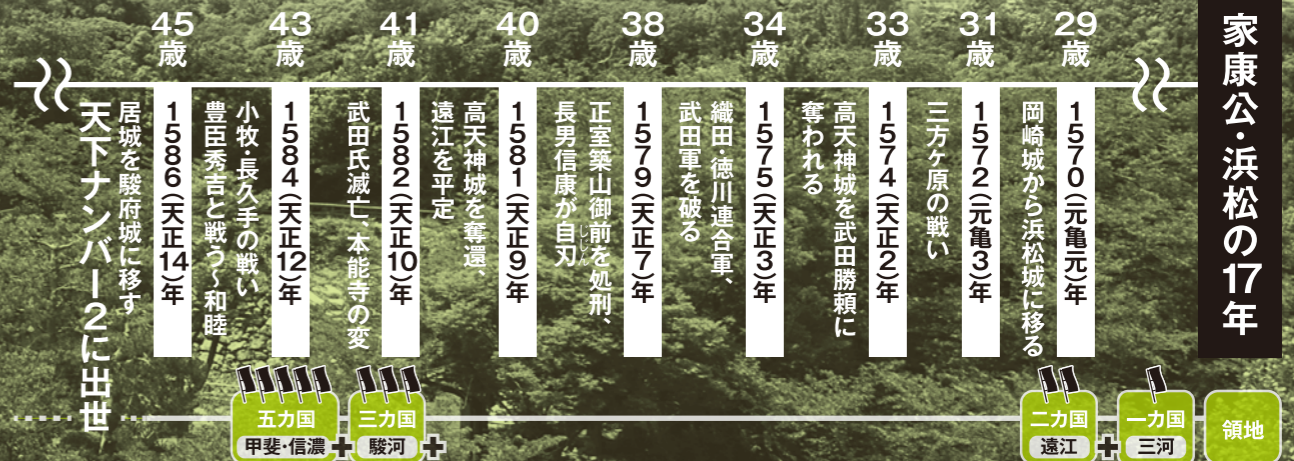 家康公・浜松の17年
29歳
1570(元亀元)年
岡崎城から浜松城に移る
31歳
1572(元亀3)年
三方ヶ原の戦い
33歳
1574(天正2)年
高天神城を武田勝頼に
奪われる
34歳
1575(天正3)年
織田・徳川連合軍、
武田軍を破る
38歳
1579(天正7)年
正室築山御前を処刑、
長男信康が自刃
じじん
40歳
1581(天正9)年
高天神城を奪還、
遠江を平定
41歳
1582(天正10)年
武田氏滅亡、本能寺の変
43歳
1584(天正12)年
小牧・長久手の戦い
豊臣秀吉と戦う〜和睦
45歳
1586(天正14)年
居城を駿府城に移す
天下ナンバー2に出世
領地
一カ国
三河
+
二カ国
遠江
+
三カ国
駿河
+
五カ国
甲斐・信濃